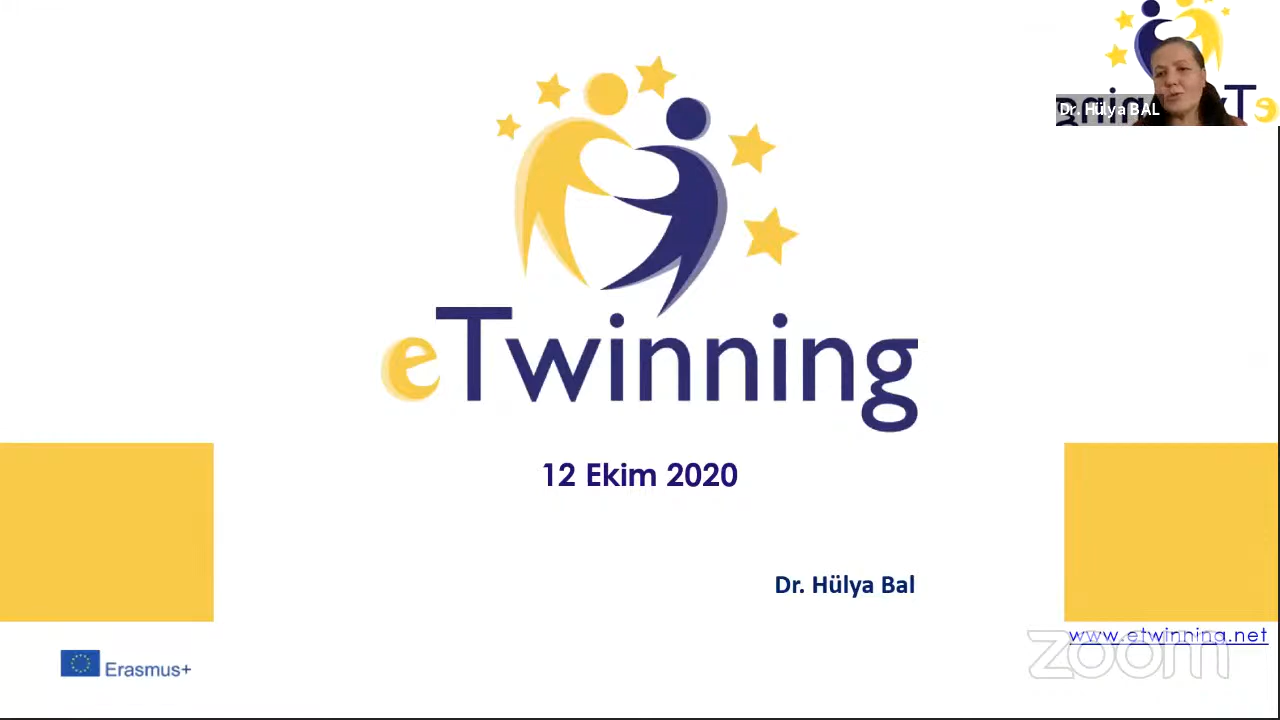 Dr. Hülya BAL
eTwinning
12 Ekim 2020
Dr. Hülya Bal
www.etwinning.net
zoom
Erasmus+